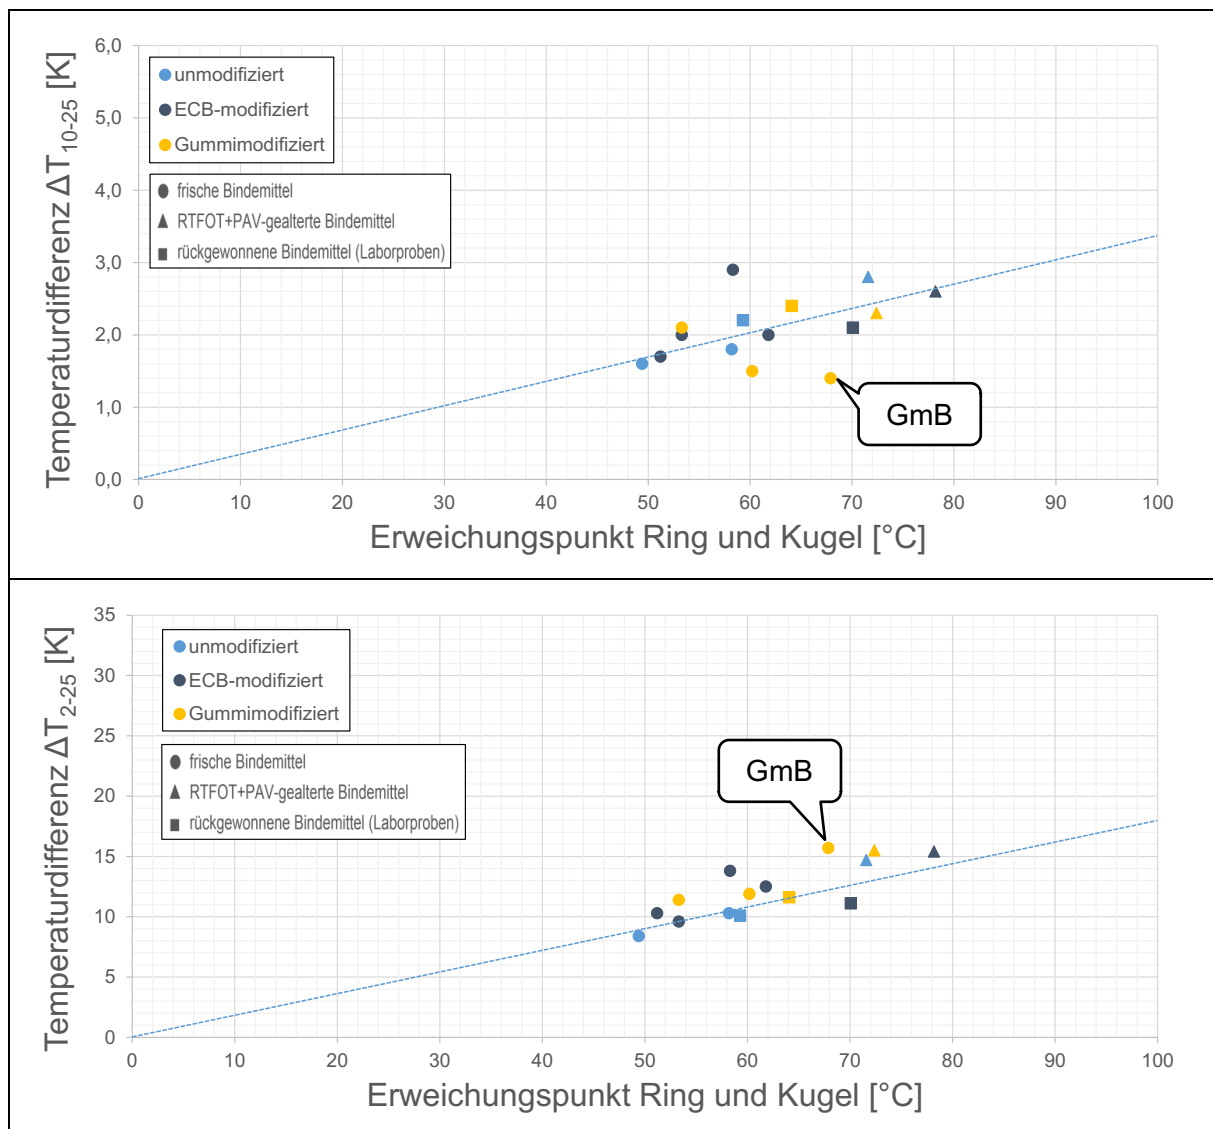 Temperaturdifferenz ΔT10-25 [K]
6,0
5,0
4,0
3,0
2,0
1,0
0,0
unmodifiziert
ECB-modifiziert
Gummimodifiziert
frische Bindemittel
RTFOT+PAV-gealterte Bindemittel
rückgewonnene Bindemittel (Laborproben)
GmB
0 10 20 30 40 50 60 70 80 90 100
Erweichungspunkt Ring und Kugel [°C]
Temperaturdifferenz ΔT2-25 [K]
35
30
25
20
15
10
5
0
unmodifiziert
ECB-modifiziert
Gummimodifiziert
frische Bindemittel
RTFOT+PAV-gealterte Bindemittel
rückgewonnene Bindemittel (Laborproben)
GmB
0 10 20 30 40 50 60 70 80 90 100
Erweichungspunkt Ring und Kugel [°C]